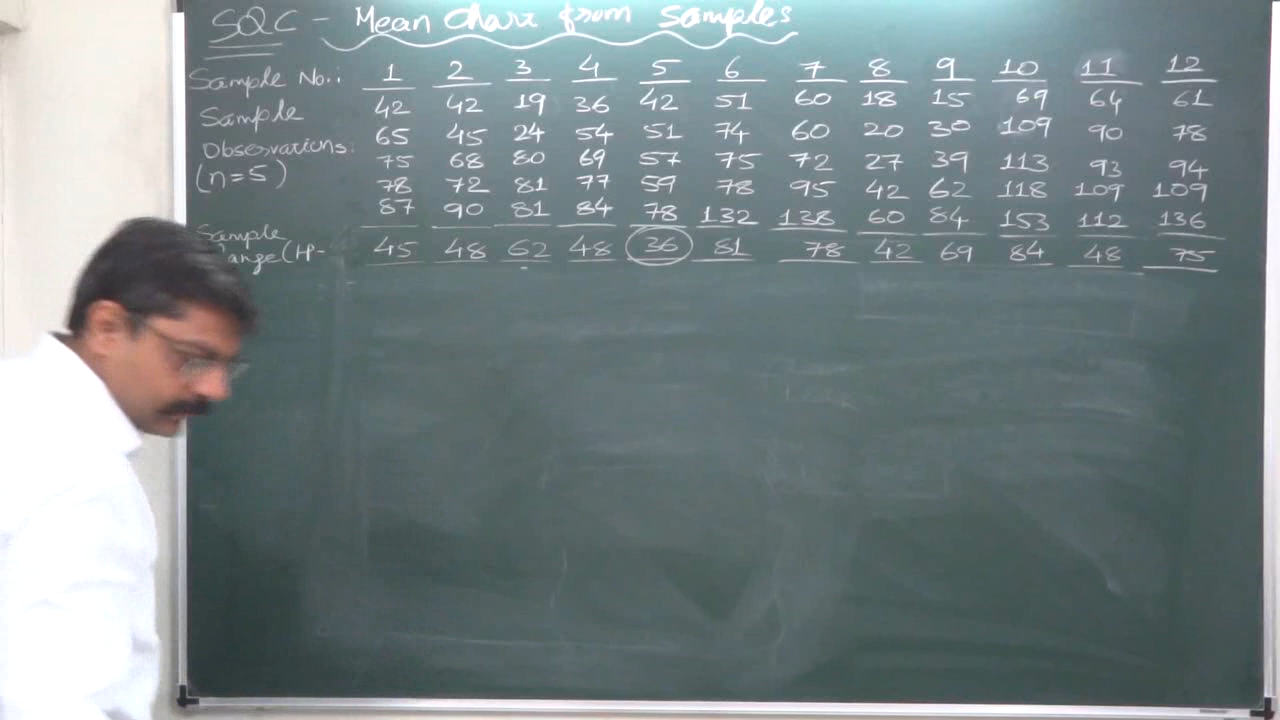 SQC - Mean Chart from Samples
Sample No.: 1 2 3 4 5 6 7 8 9 10 11 12
Sample 42 42 19 36 42 51 60 18 15 69 64 61
Observations: 65 45 24 54 51 74 60 20 30 109 90 78
(n=5) 75 68 80 69 57 75 72 27 39 113 93 94
78 72 81 77 59 78 95 42 62 118 109 109
87 90 81 84 78 132 138 60 84 153 112 136
Sample
45 48 62 48 36 81 78 42 69 84 48 75